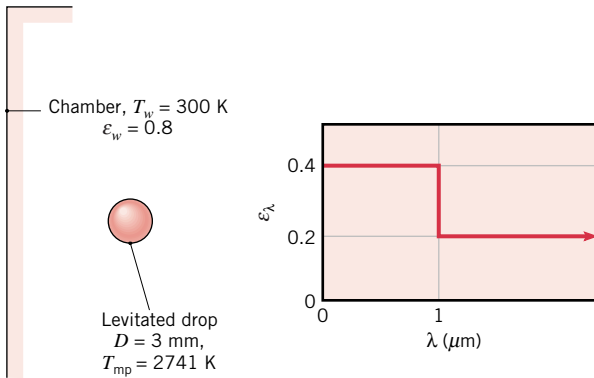 Chamber, T_w = 300 K
ε_w = 0.8
Levitated drop
D = 3 mm,
T_mp = 2741 K
0.4
ε_λ
0.2
0
0
1
λ (μm)